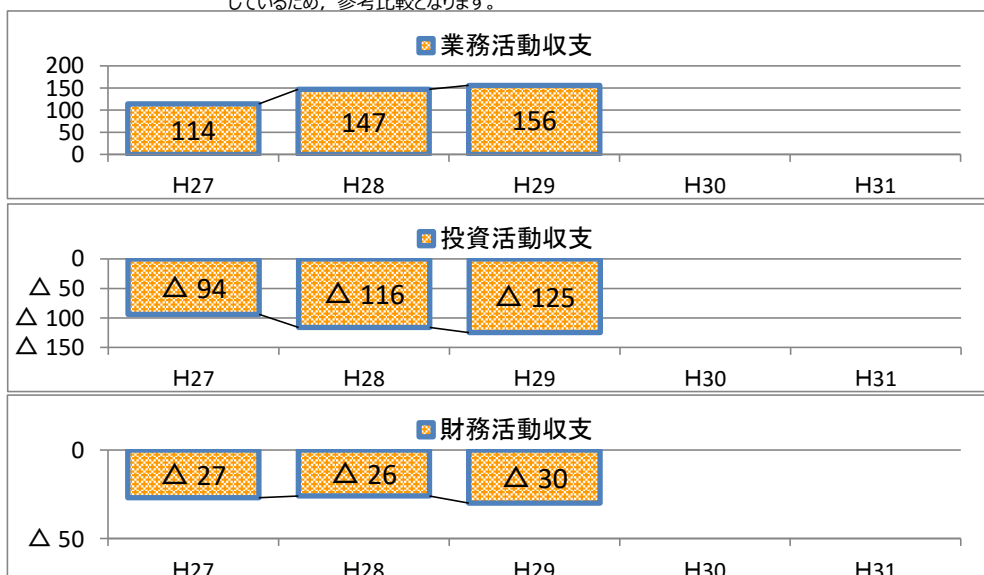 しているため，参考比較となります。
業務活動収支
200
150
100
50
0
114
147
156
H27
H28
H29
H30
H31
投資活動収支
0
△ 50
△ 100
△ 150
△ 94
△ 116
△ 125
H27
H28
H29
H30
H31
財務活動収支
0
△ 50
△ 27
△ 26
△ 30
H27
H28
H29
H30
H31